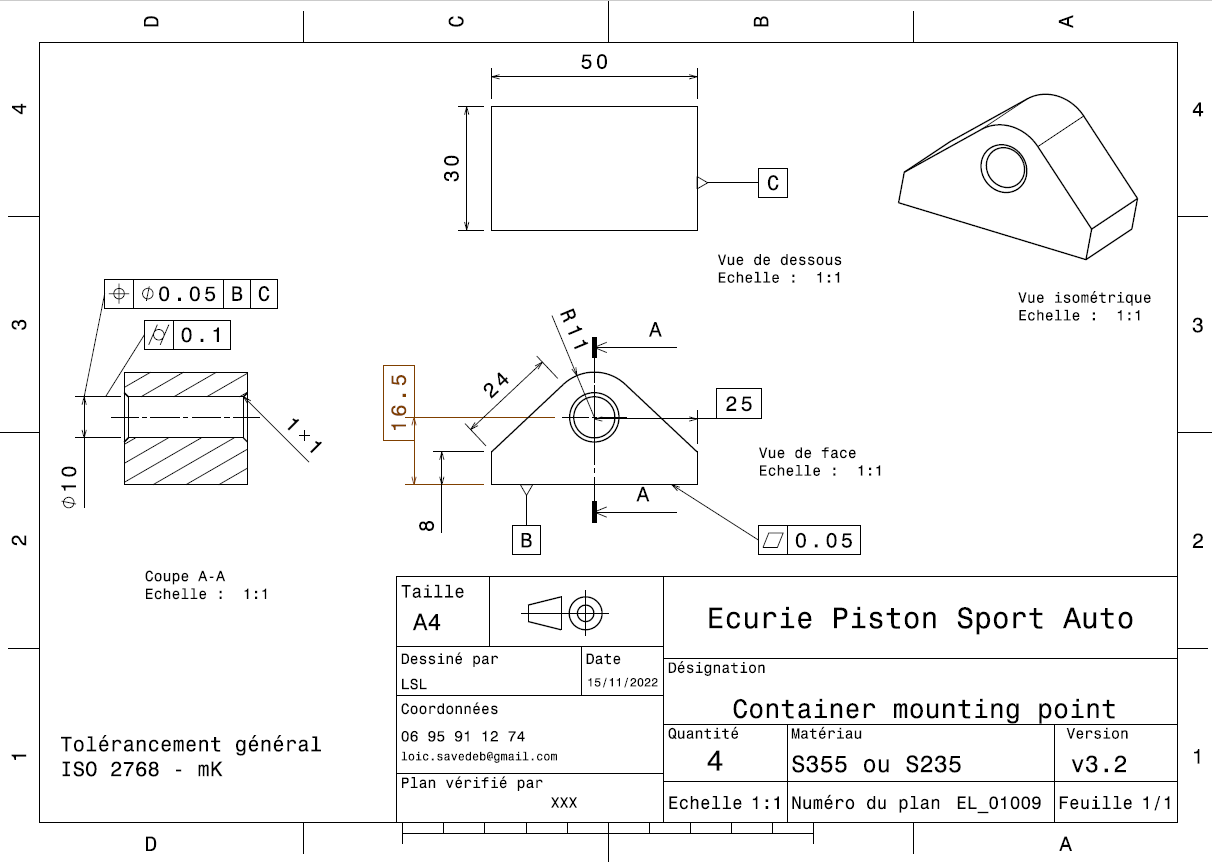 D C B A
4
50
30
C
4
Vue de dessous
Echelle : 1:1
Vue isométrique
Echelle : 1:1
⌖ ∅0.05 B C
3
⌭ 0.1
R11
A
3
24
16.5
25
1×1
Vue de face
Echelle : 1:1
∅10
A
8
B
⏥ 0.05
2
2
Coupe A-A
Echelle : 1:1
Taille
A4
Ecurie Piston Sport Auto
Dessiné par
LSL
Date
15/11/2022
Désignation
Container mounting point
Coordonnées
06 95 91 12 74
loic.savedeb@gmail.com
Quantité
4
Matériau
S355 ou S235
Version
v3.2
Plan vérifié par
XXX
Echelle 1:1
Numéro du plan EL_01009
Feuille 1/1
Tolérancement général
ISO 2768 - mK
1
1
D A